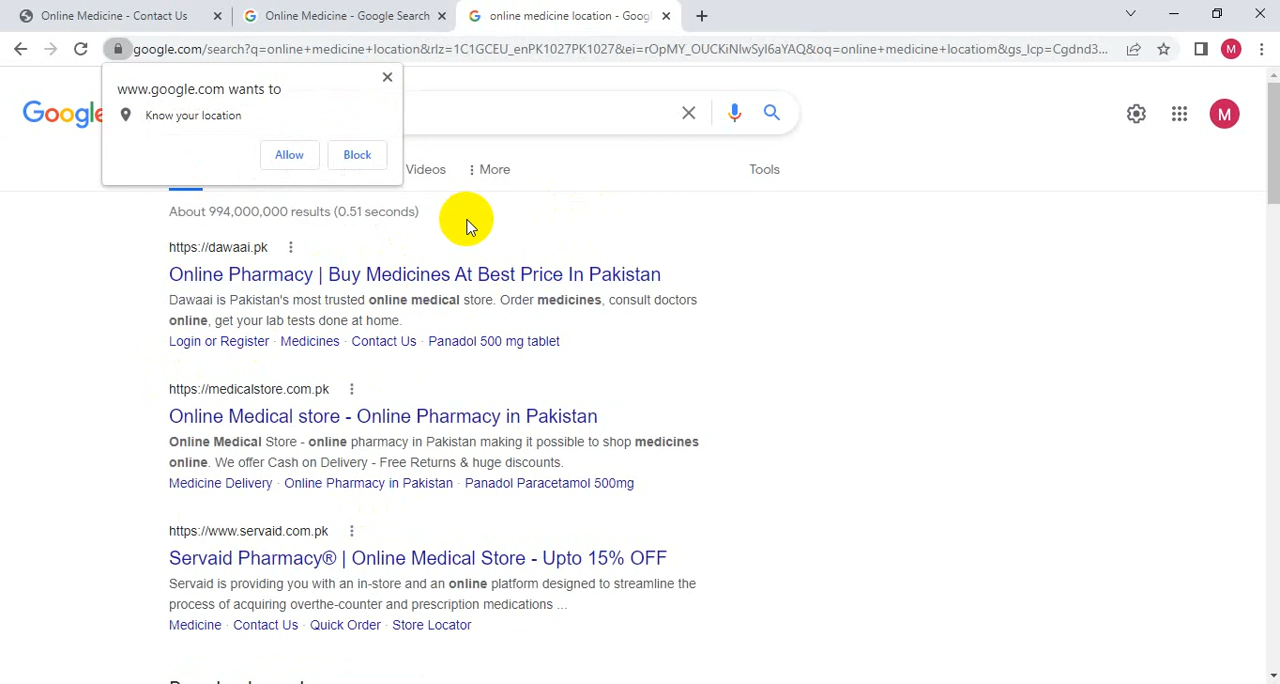 Online Medicine - Contact Us
Online Medicine - Google Search
online medicine location - Goog
google.com/search?q=online+medicine+location&rlz=1C1GCEU_enPK1027PK1027&ei=rOpMY_OUCKiNlwSyl6aYAQ&oq=online+medicine+locatiom&gs_lcp=Cgdnd3...
M
www.google.com wants to
Know your location
Allow
Block
Google
M
Videos
More
Tools
About 994,000,000 results (0.51 seconds)
https://dawaai.pk
Online Pharmacy | Buy Medicines At Best Price In Pakistan
Dawaai is Pakistan's most trusted online medical store. Order medicines, consult doctors
online, get your lab tests done at home.
Login or Register · Medicines · Contact Us · Panadol 500 mg tablet
https://medicalstore.com.pk
Online Medical store - Online Pharmacy in Pakistan
Online Medical Store - online pharmacy in Pakistan making it possible to shop medicines
online. We offer Cash on Delivery - Free Returns & huge discounts.
Medicine Delivery · Online Pharmacy in Pakistan · Panadol Paracetamol 500mg
https://www.servaid.com.pk
Servaid Pharmacy® | Online Medical Store - Upto 15% OFF
Servaid is providing you with an in-store and an online platform designed to streamline the
process of acquiring overthe-counter and prescription medications ...
Medicine · Contact Us · Quick Order · Store Locator